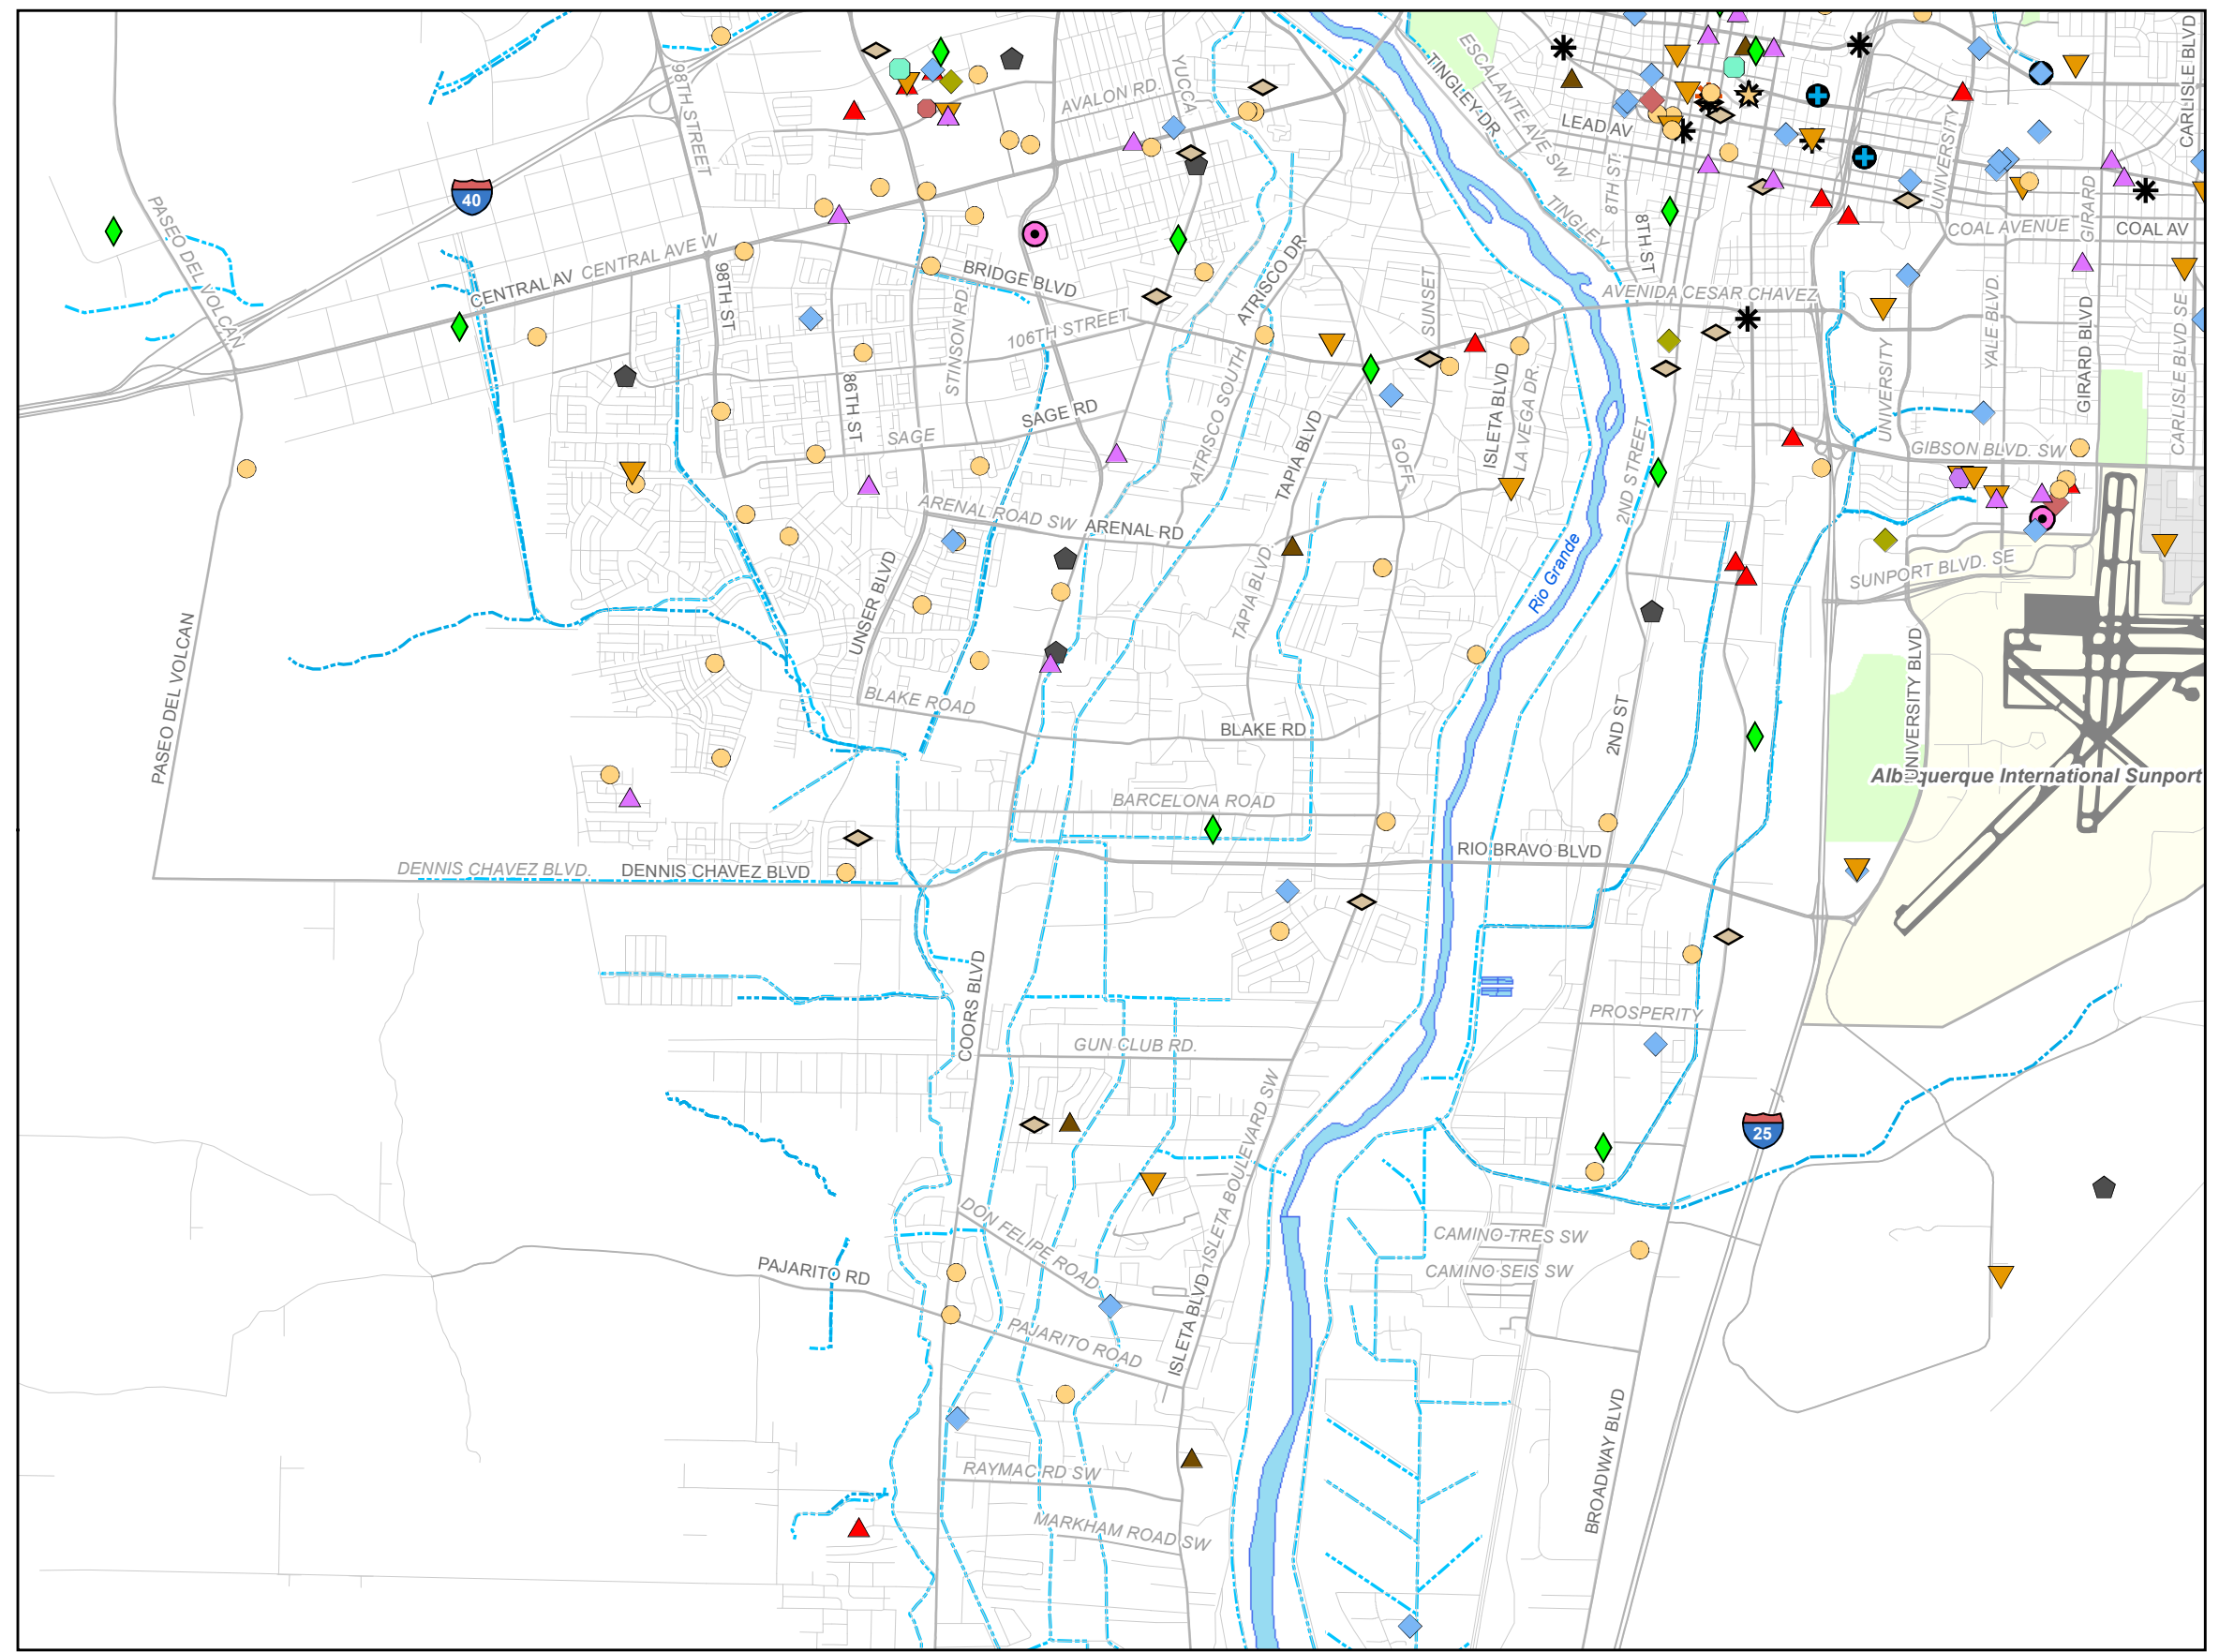 CARLISLE BLVD
YUCCA
ESCALANTE AVE SW
TINGLEY DR
98TH STREET
AVALON RD.
LEAD AV
8TH ST.
UNIVERSITY
40
PASEO DEL VOLCAN
TINGLEY
8TH ST
GIRARD
COAL AVENUE
COAL AV
CENTRAL AV
CENTRAL AVE W
98TH ST
BRIDGE BLVD
ATRISCO DR
SUNSET
AVENIDA CESAR CHAVEZ
YALE BLVD.
GIRARD BLVD
CARLISLE BLVD SE
STINSON RD.
106TH STREET
86TH ST
SAGE
SAGE RD
ATRISCO SOUTH
TAPIA BLVD
GOFF
ISLETA BLVD
LA VEGA DR.
2ND STREET
UNIVERSITY
GIBSON BLVD. SW
ARENAL ROAD SW
ARENAL RD
UNSER BLVD
TAPIA BLVD.
Rio Grande
SUNPORT BLVD. SE
PASEO DEL VOLCAN
BLAKE ROAD
BLAKE RD
2ND ST
UNIVERSITY BLVD
Albuquerque International Sunport
BARCELONA ROAD
RIO BRAVO BLVD
DENNIS CHAVEZ BLVD.
DENNIS CHAVEZ BLVD
COORS BLVD
PROSPERITY
GUN CLUB RD.
ISLETA BOULEVARD SW
25
DON FELIPE ROAD
CAMINO TRES SW
CAMINO SEIS SW
PAJARITO RD
PAJARITO ROAD
ISLETA BLVD
BROADWAY BLVD
RAYMAC RD SW
MARKHAM ROAD SW